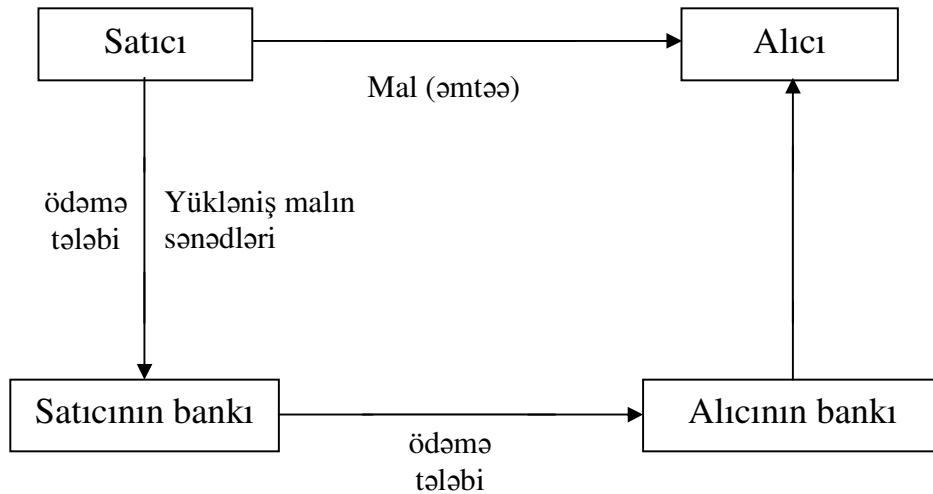 Satıcı
Alıcı
Mal (əmtəə)
ödəmə
tələbi
Yükləniş malın
sənədləri
Satıcının bankı
Alıcının bankı
ödəmə
tələbi